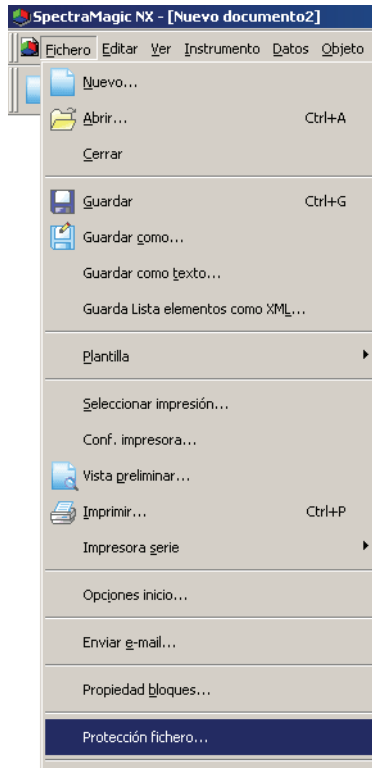 SpectraMagic NX - [Nuevo documento2]
Fichero Editar Ver Instrumento Datos Objeto
Nuevo...
Abrir... Ctrl+A
Cerrar
Guardar Ctrl+G
Guardar como...
Guardar como texto...
Guarda Lista elementos como XML...
Plantilla
Seleccionar impresión...
Conf. impresora...
Vista preliminar...
Imprimir... Ctrl+P
Impresora serie
Opciones inicio...
Enviar e-mail...
Propiedad bloques...
Protección fichero...